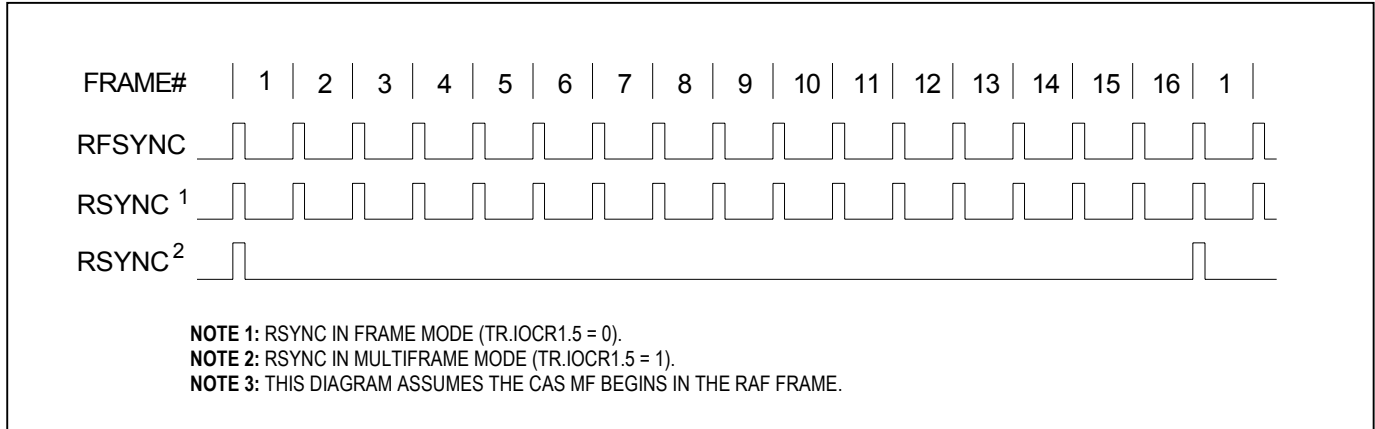 FRAME# 1 2 3 4 5 6 7 8 9 10 11 12 13 14 15 16 1
RFSYNC
RSYNC 1
RSYNC 2
NOTE 1: RSYNC IN FRAME MODE (TR.IOCR1.5 = 0).
NOTE 2: RSYNC IN MULTIFRAME MODE (TR.IOCR1.5 = 1).
NOTE 3: THIS DIAGRAM ASSUMES THE CAS MF BEGINS IN THE RAF FRAME.